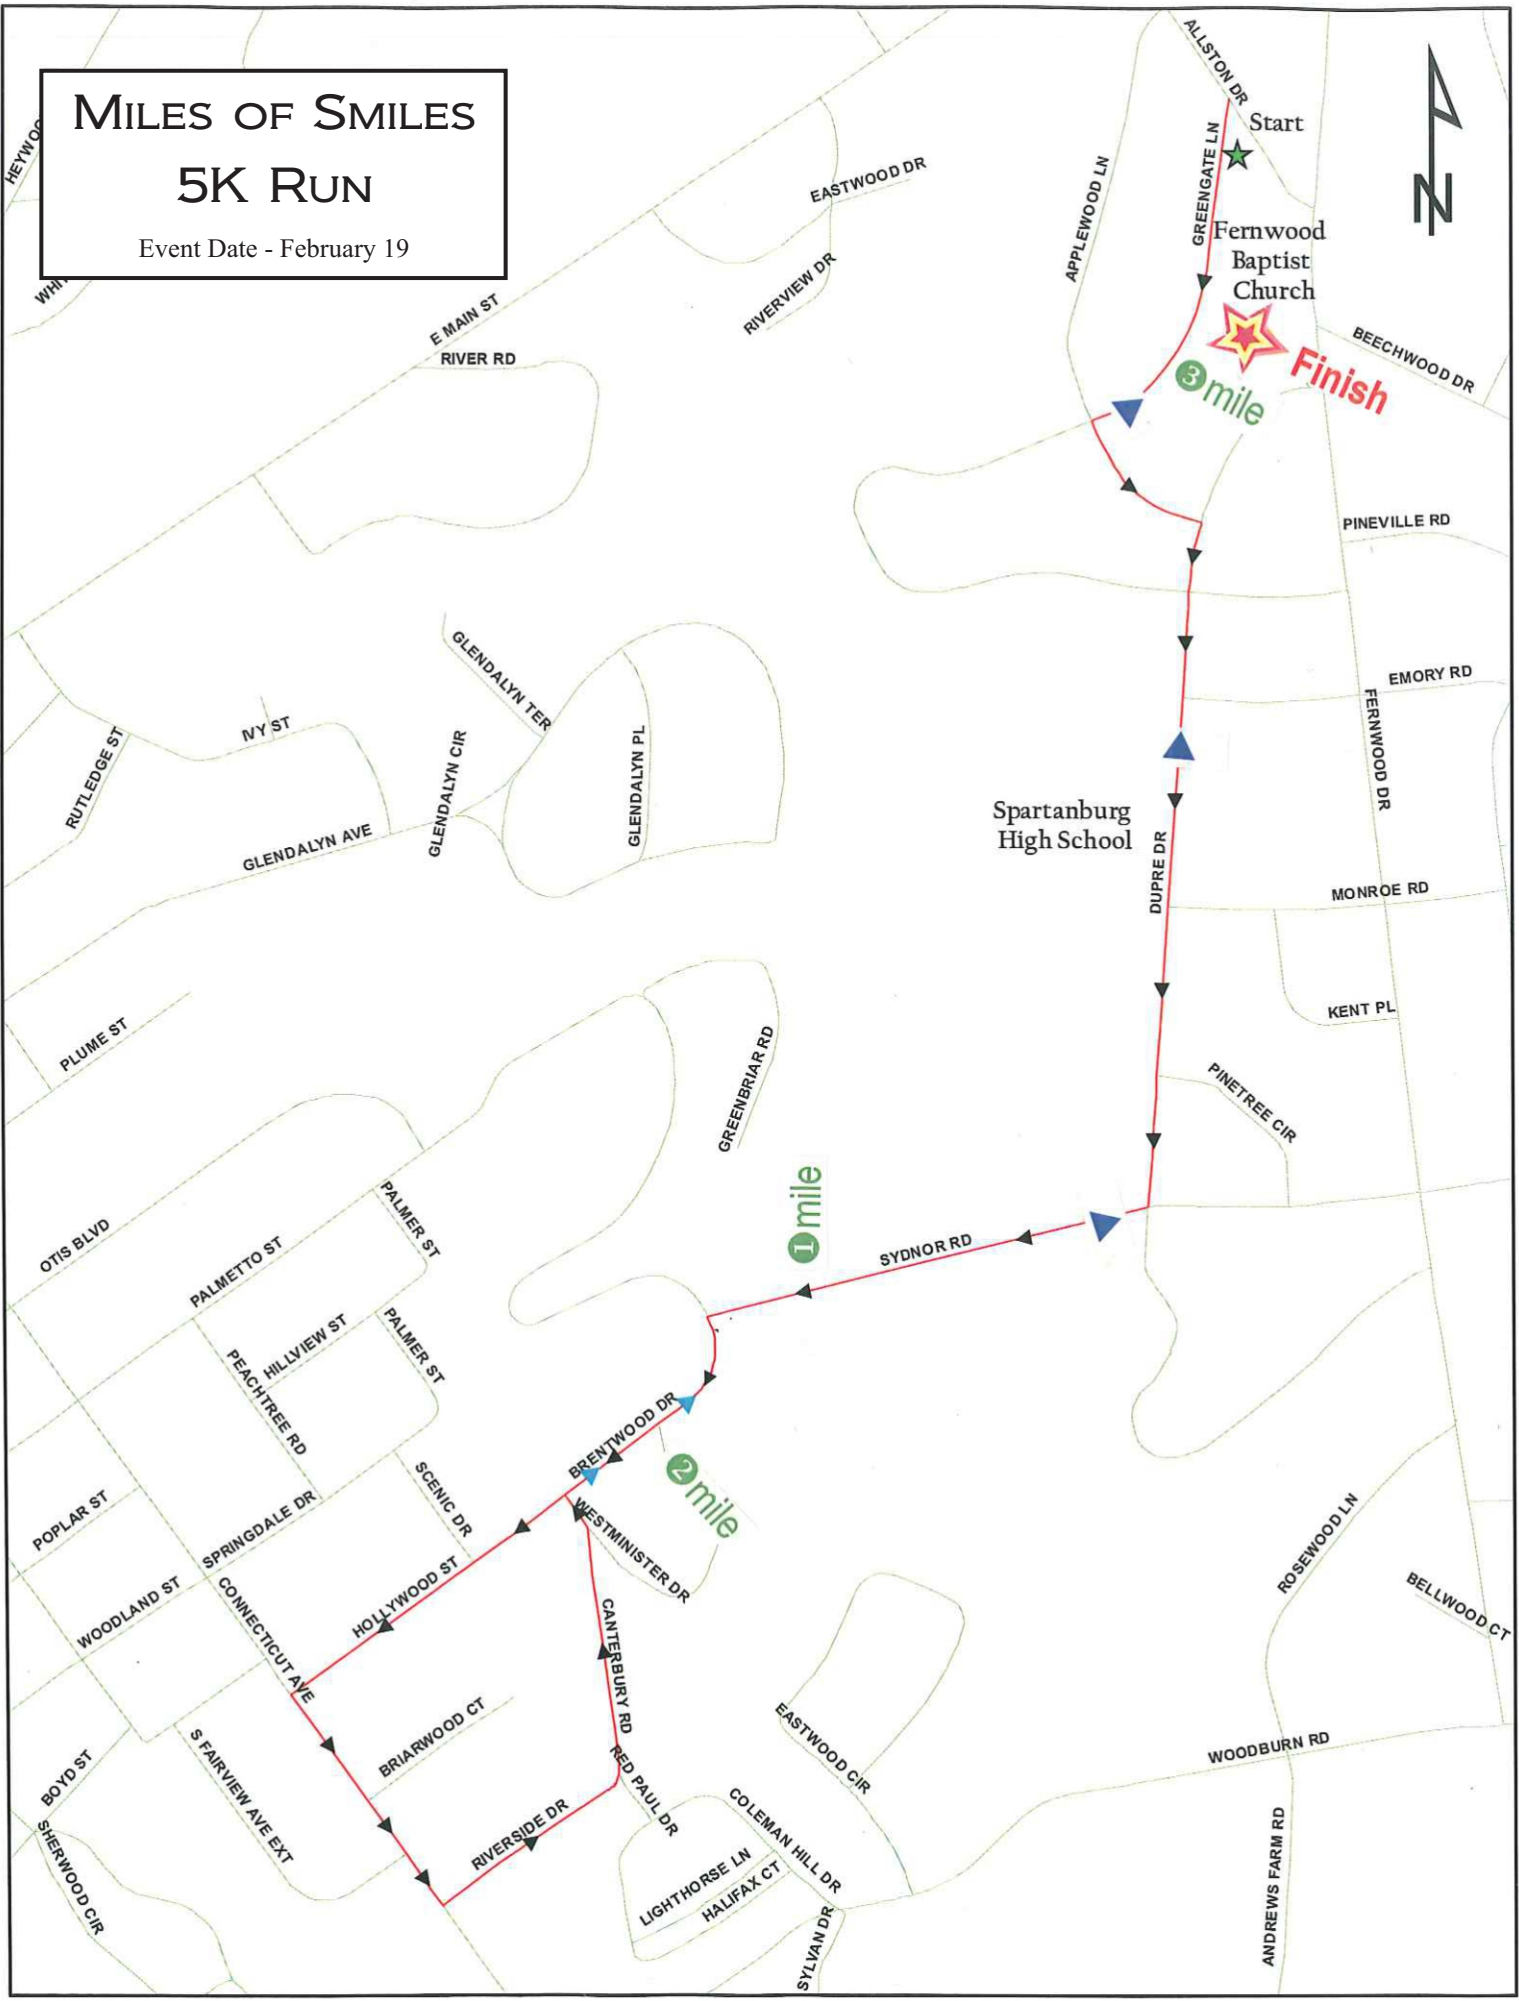 MILES OF SMILES
5K RUN
Event Date - February 19
ALLSTON DR
Start
GREENGATE LN
APPLEWOOD LN
Fernwood
Baptist
Church
EASTWOOD DR
RIVERVIEW DR
E MAIN ST
RIVER RD
BEECHWOOD DR
Finish
3 mile
N
PINEVILLE RD
EMORY RD
FERNWOOD DR
GLENDALYN TER
GLENDALYN CIR
GLENDALYN PL
IVY ST
RUTLEDGE ST
GLENDALYN AVE
Spartanburg
High School
DUPRE DR
MONROE RD
KENT PL
PINETREE CIR
PLUME ST
GREENBRIAR RD
1 mile
SYDNOR RD
OTIS BLVD
PALMETTO ST
PALMER ST
HILLVIEW ST
PALMER ST
PEACHTREE RD
BRENTWOOD DR
2 mile
SCENIC DR
WESTMINISTER DR
POPLAR ST
SPRINGDALE DR
WOODLAND ST
CONNECTICUT AVE
HOLLYWOOD ST
CANTERBURY RD
ROSEWOOD LN
BELLWOOD CT
BRIARWOOD CT
S FAIRVIEW AVE EXT
BOYD ST
SHERWOOD CIR
RIVERSIDE DR
RED PAUL DR
EASTWOOD CIR
WOODBURN RD
COLEMAN HILL DR
LIGHTHORSE LN
HALIFAX CT
SYLVAN DR
ANDREWS FARM RD